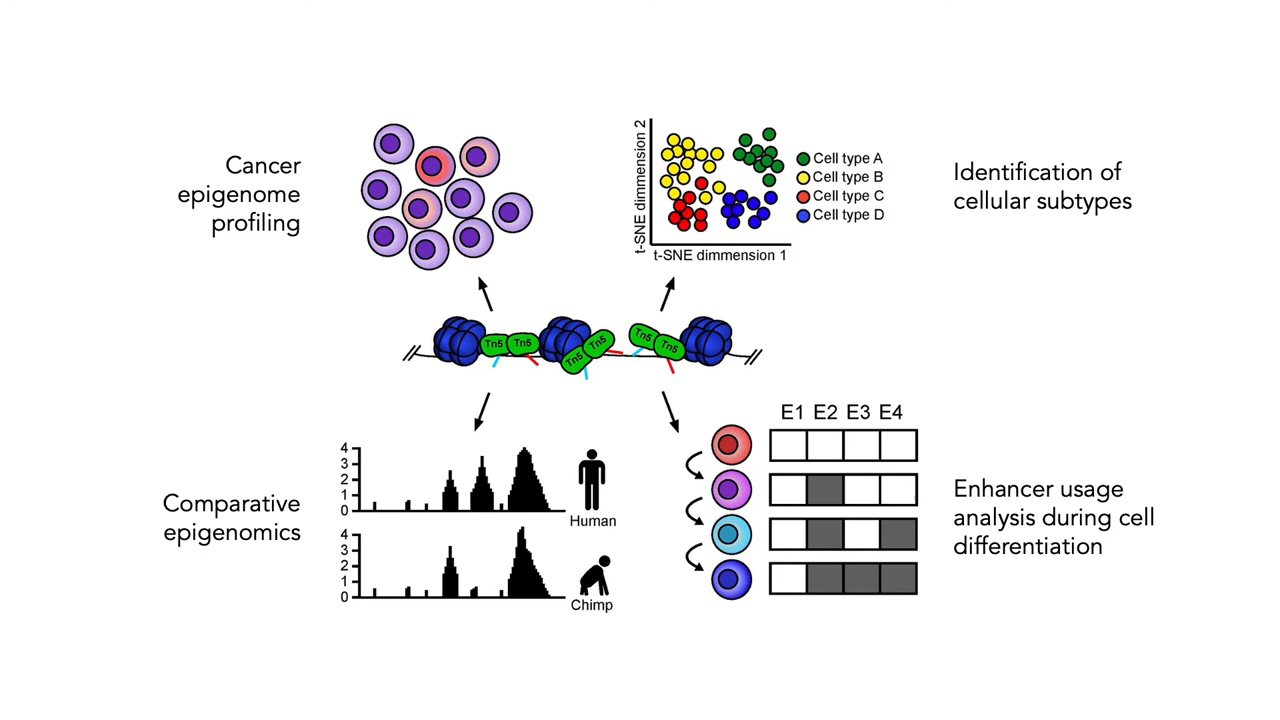 Cancer
epigenome
profiling
t-SNE dimmension 2
t-SNE dimmension 1
Cell type A
Cell type B
Cell type C
Cell type D
Identification of
cellular subtypes
Tn5
Tn5
Tn5
Tn5
Tn5
Tn5
Comparative
epigenomics
4
3
2
1
0
Human
4
3
2
1
0
Chimp
E1 E2 E3 E4
Enhancer usage
analysis during cell
differentiation